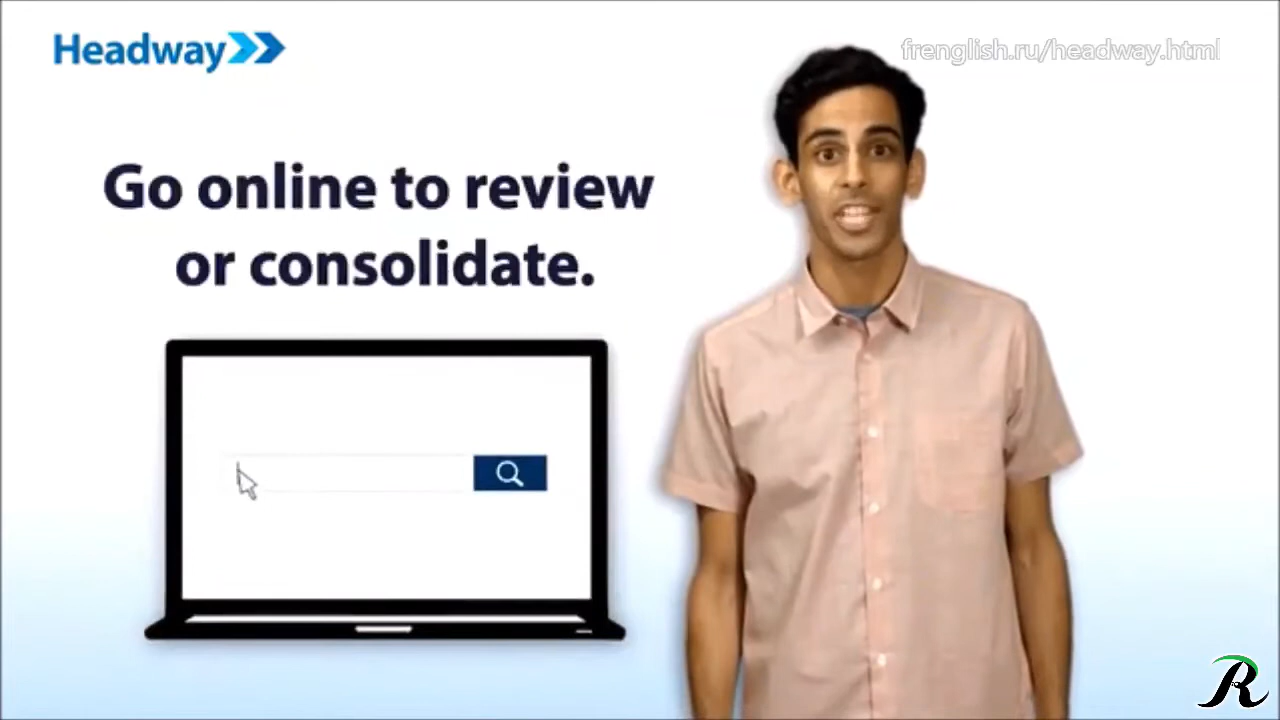 Headway
frenglish.ru/headway.html
Go online to review
or consolidate.
R